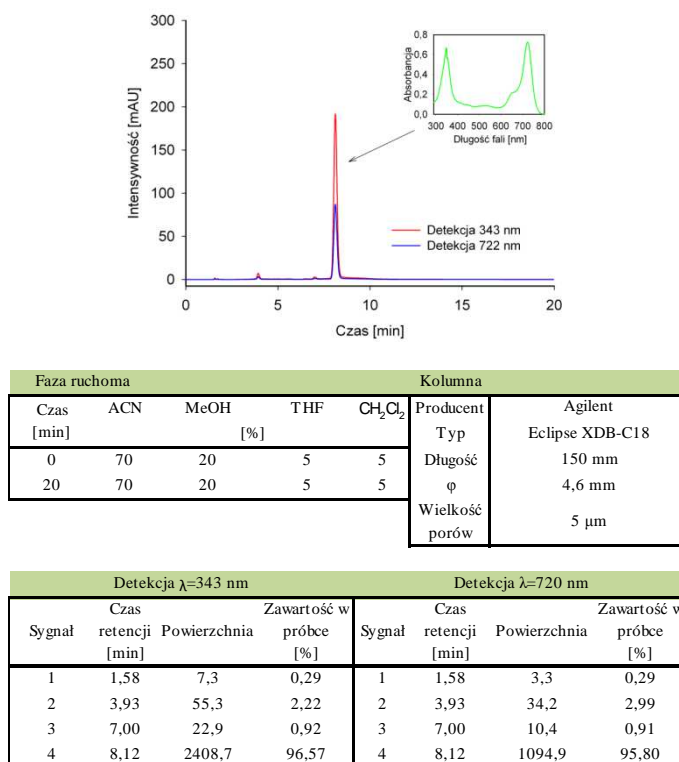 300
250
200
150
100
50
0
Intensywność [mAU]
0 5 10 15 20
Czas [min]
0,8
0,6
0,4
0,2
0,0
Absorbancja
300 400 500 600 700 800
Długość fali [nm]
Detekcja 343 nm
Detekcja 722 nm
Faza ruchoma Kolumna
Czas ACN MeOH THF CH2Cl2 Producent Agilent
[min] [%] Typ Eclipse XDB-C18
0 70 20 5 5 Długość 150 mm
20 70 20 5 5 φ 4,6 mm
Wielkość
porów 5 μm
Detekcja λ=343 nm Detekcja λ=720 nm
Czas Zawartość w Czas Zawartość w
Sygnał retencji Powierzchnia próbce Sygnał retencji Powierzchnia próbce
[min] [%] [min] [%]
1 1,58 7,3 0,29 1 1,58 3,3 0,29
2 3,93 55,3 2,22 2 3,93 34,2 2,99
3 7,00 22,9 0,92 3 7,00 10,4 0,91
4 8,12 2408,7 96,57 4 8,12 1094,9 95,80